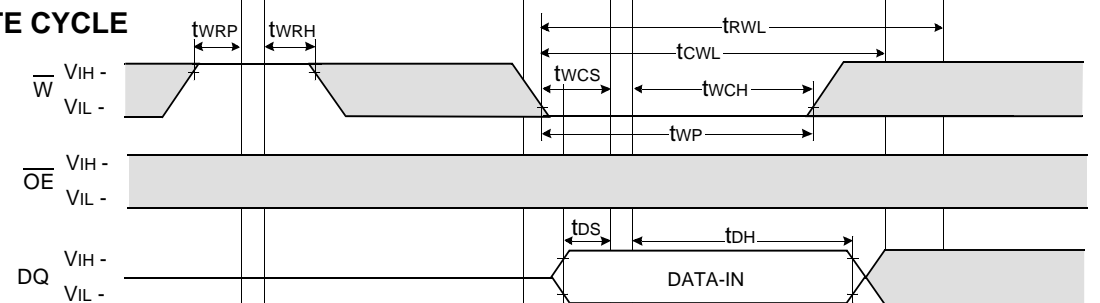 TE CYCLE
tWRP
tWRH
tRWL
tCWL
tWCS
tWCH
tWP
W
VIH -
VIL -
OE
VIH -
VIL -
tDS
tDH
DQ
VIH -
VIL -
DATA-IN